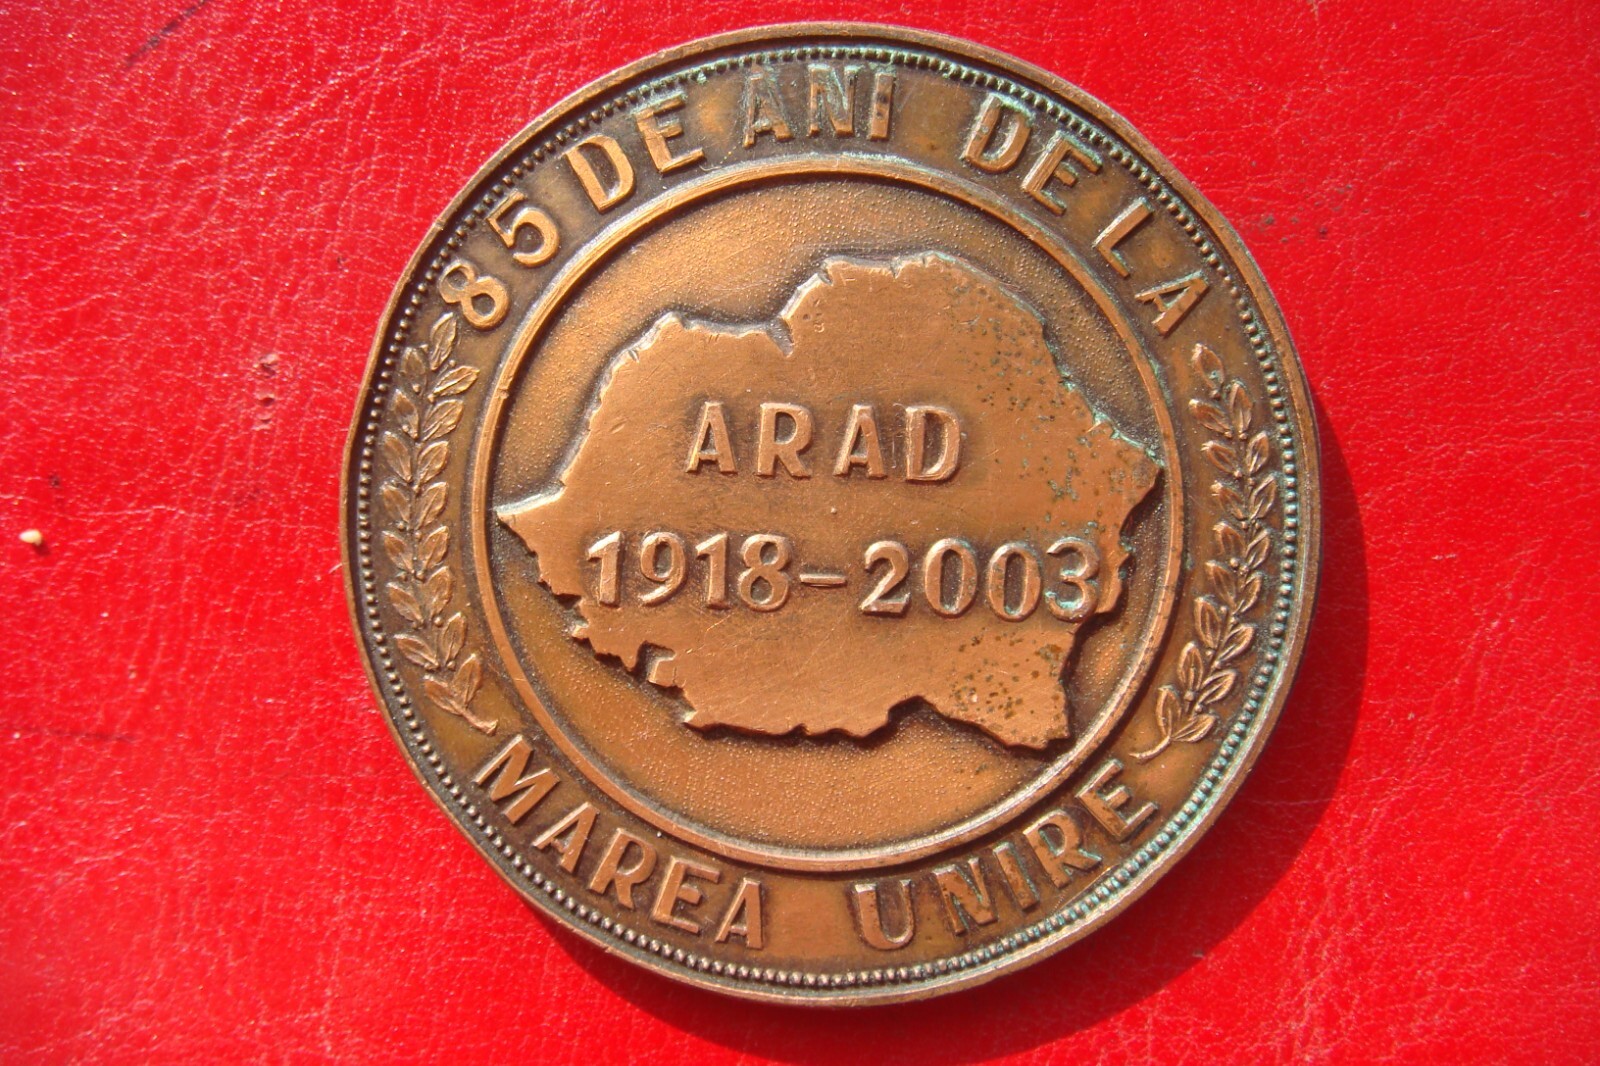 85 DE ANI DE LA
ARAD
1918-2003
MAREA UNIRE